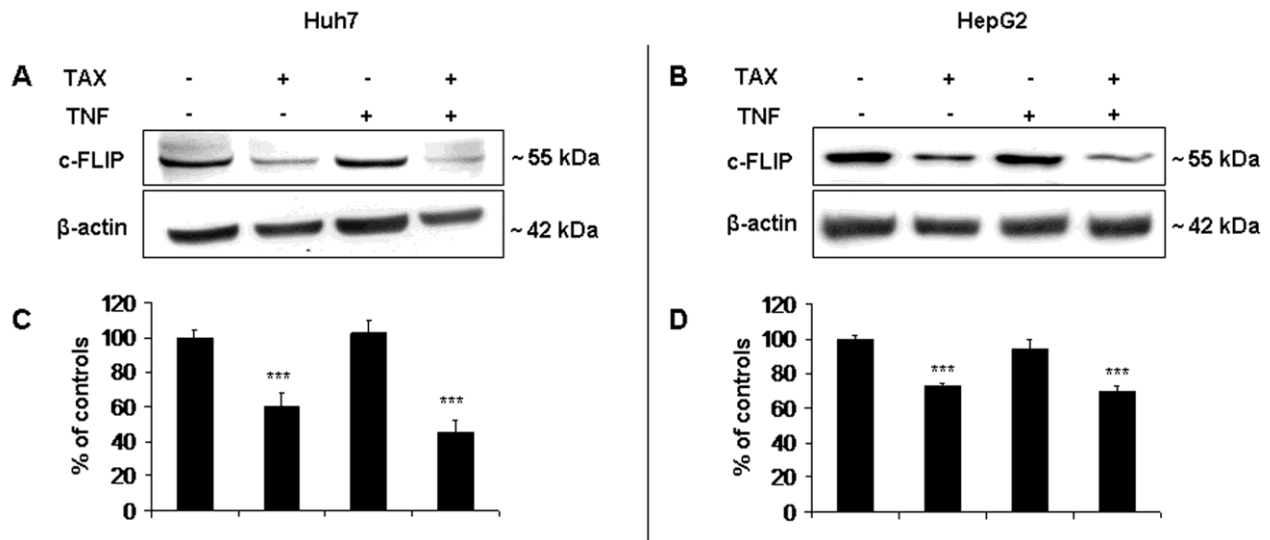 Huh7
HepG2
A
TAX - + - +
TNF - - + +
c-FLIP ~ 55 kDa
β-actin ~ 42 kDa
B
TAX - + - +
TNF - - + +
c-FLIP ~ 55 kDa
β-actin ~ 42 kDa
C
% of controls
120
100
80
60
40
20
0
***
***
D
% of controls
120
100
80
60
40
20
0
***
***